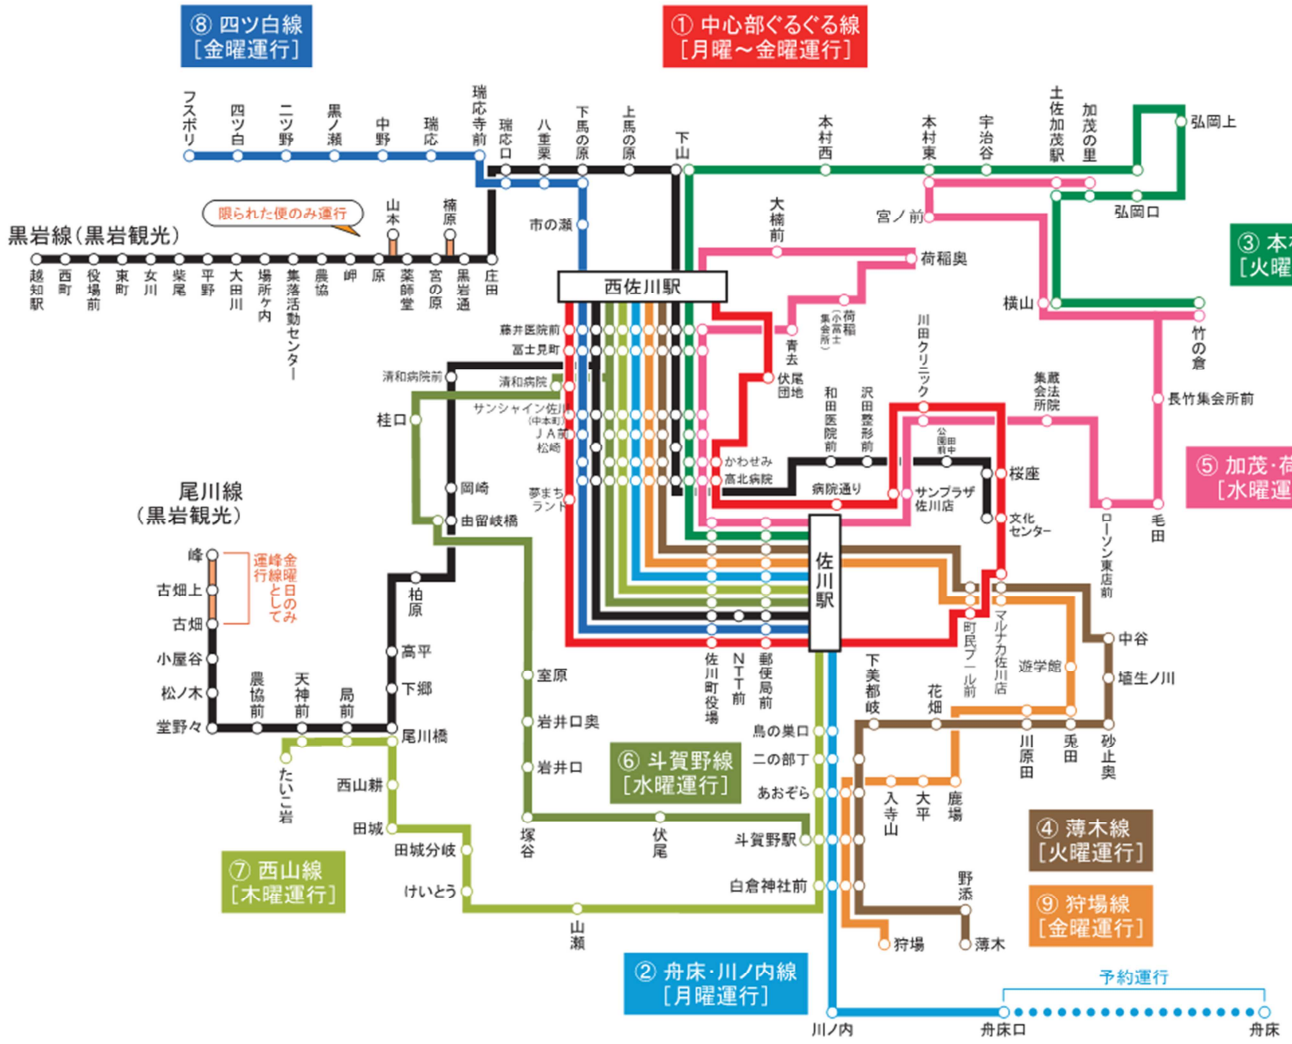 ⑧ 四ツ白線
[金曜運行]
① 中心部ぐるぐる線
[月曜～金曜運行]
フスボリ
四ツ白
二ツ野
黒ノ瀬
中野
瑞応
瑞応寺前
瑞応口
八重栗
下馬の原
上馬の原
下山
本村西
本村東
宇治谷
土佐加茂駅
加茂の里
弘岡上
弘岡口
宮ノ前
横山
竹の倉
③ 本
[火曜
限られた便のみ運行
山本
楠原
黒岩線(黒岩観光)
越知駅
西町
役場前
東町
女川
柴尾
平野
大田川
場所ケ内
集落活動センター
農協
岬
原
薬師堂
宮の原
黒岩通
庄田
市の瀬
西佐川駅
大楠前
荷稲奥
荷稲
(小冨士集会所)
青去
藤井医院前
冨士見町
清和病院前
清和病院
サンシャイン佐川
(中本町)
JA前
松崎
夢まち
ランド
伏尾
団地
かわせみ
高北病院
病院通り
和田医院前
沢田整形前
川田クリニック
田中公園前
サンプラザ
佐川店
桜座
文化
センター
集会所
蔵法院
長竹集会所前
⑤ 加茂・荷
[水曜運
ローソン東店前
毛田
桂口
岡崎
由留岐橋
柏原
高平
下郷
尾川橋
尾川線
(黒岩観光)
峰
古畑上
古畑
金曜日のみ
峰線として
運行
小屋谷
松ノ木
堂野々
農協前
天神前
局前
たいこ岩
西山耕
田城
田城分岐
けいとう
山瀬
⑦ 西山線
[木曜運行]
室原
岩井口奥
岩井口
塚谷
伏尾
⑥ 斗賀野線
[水曜運行]
佐川駅
佐川町役場
NTT前
郵便局前
鳥の巣口
二の部丁
あおぞら
斗賀野駅
白倉神社前
下美都岐
花畑
町民プール前
マルナカ佐川店
遊学館
中谷
埴生ノ川
川原田
兎田
砂止奥
入寺山
大平
鹿場
④ 薄木線
[火曜運行]
⑨ 狩場線
[金曜運行]
野添
狩場
薄木
② 舟床・川ノ内線
[月曜運行]
予約運行
川ノ内
舟床口
舟床